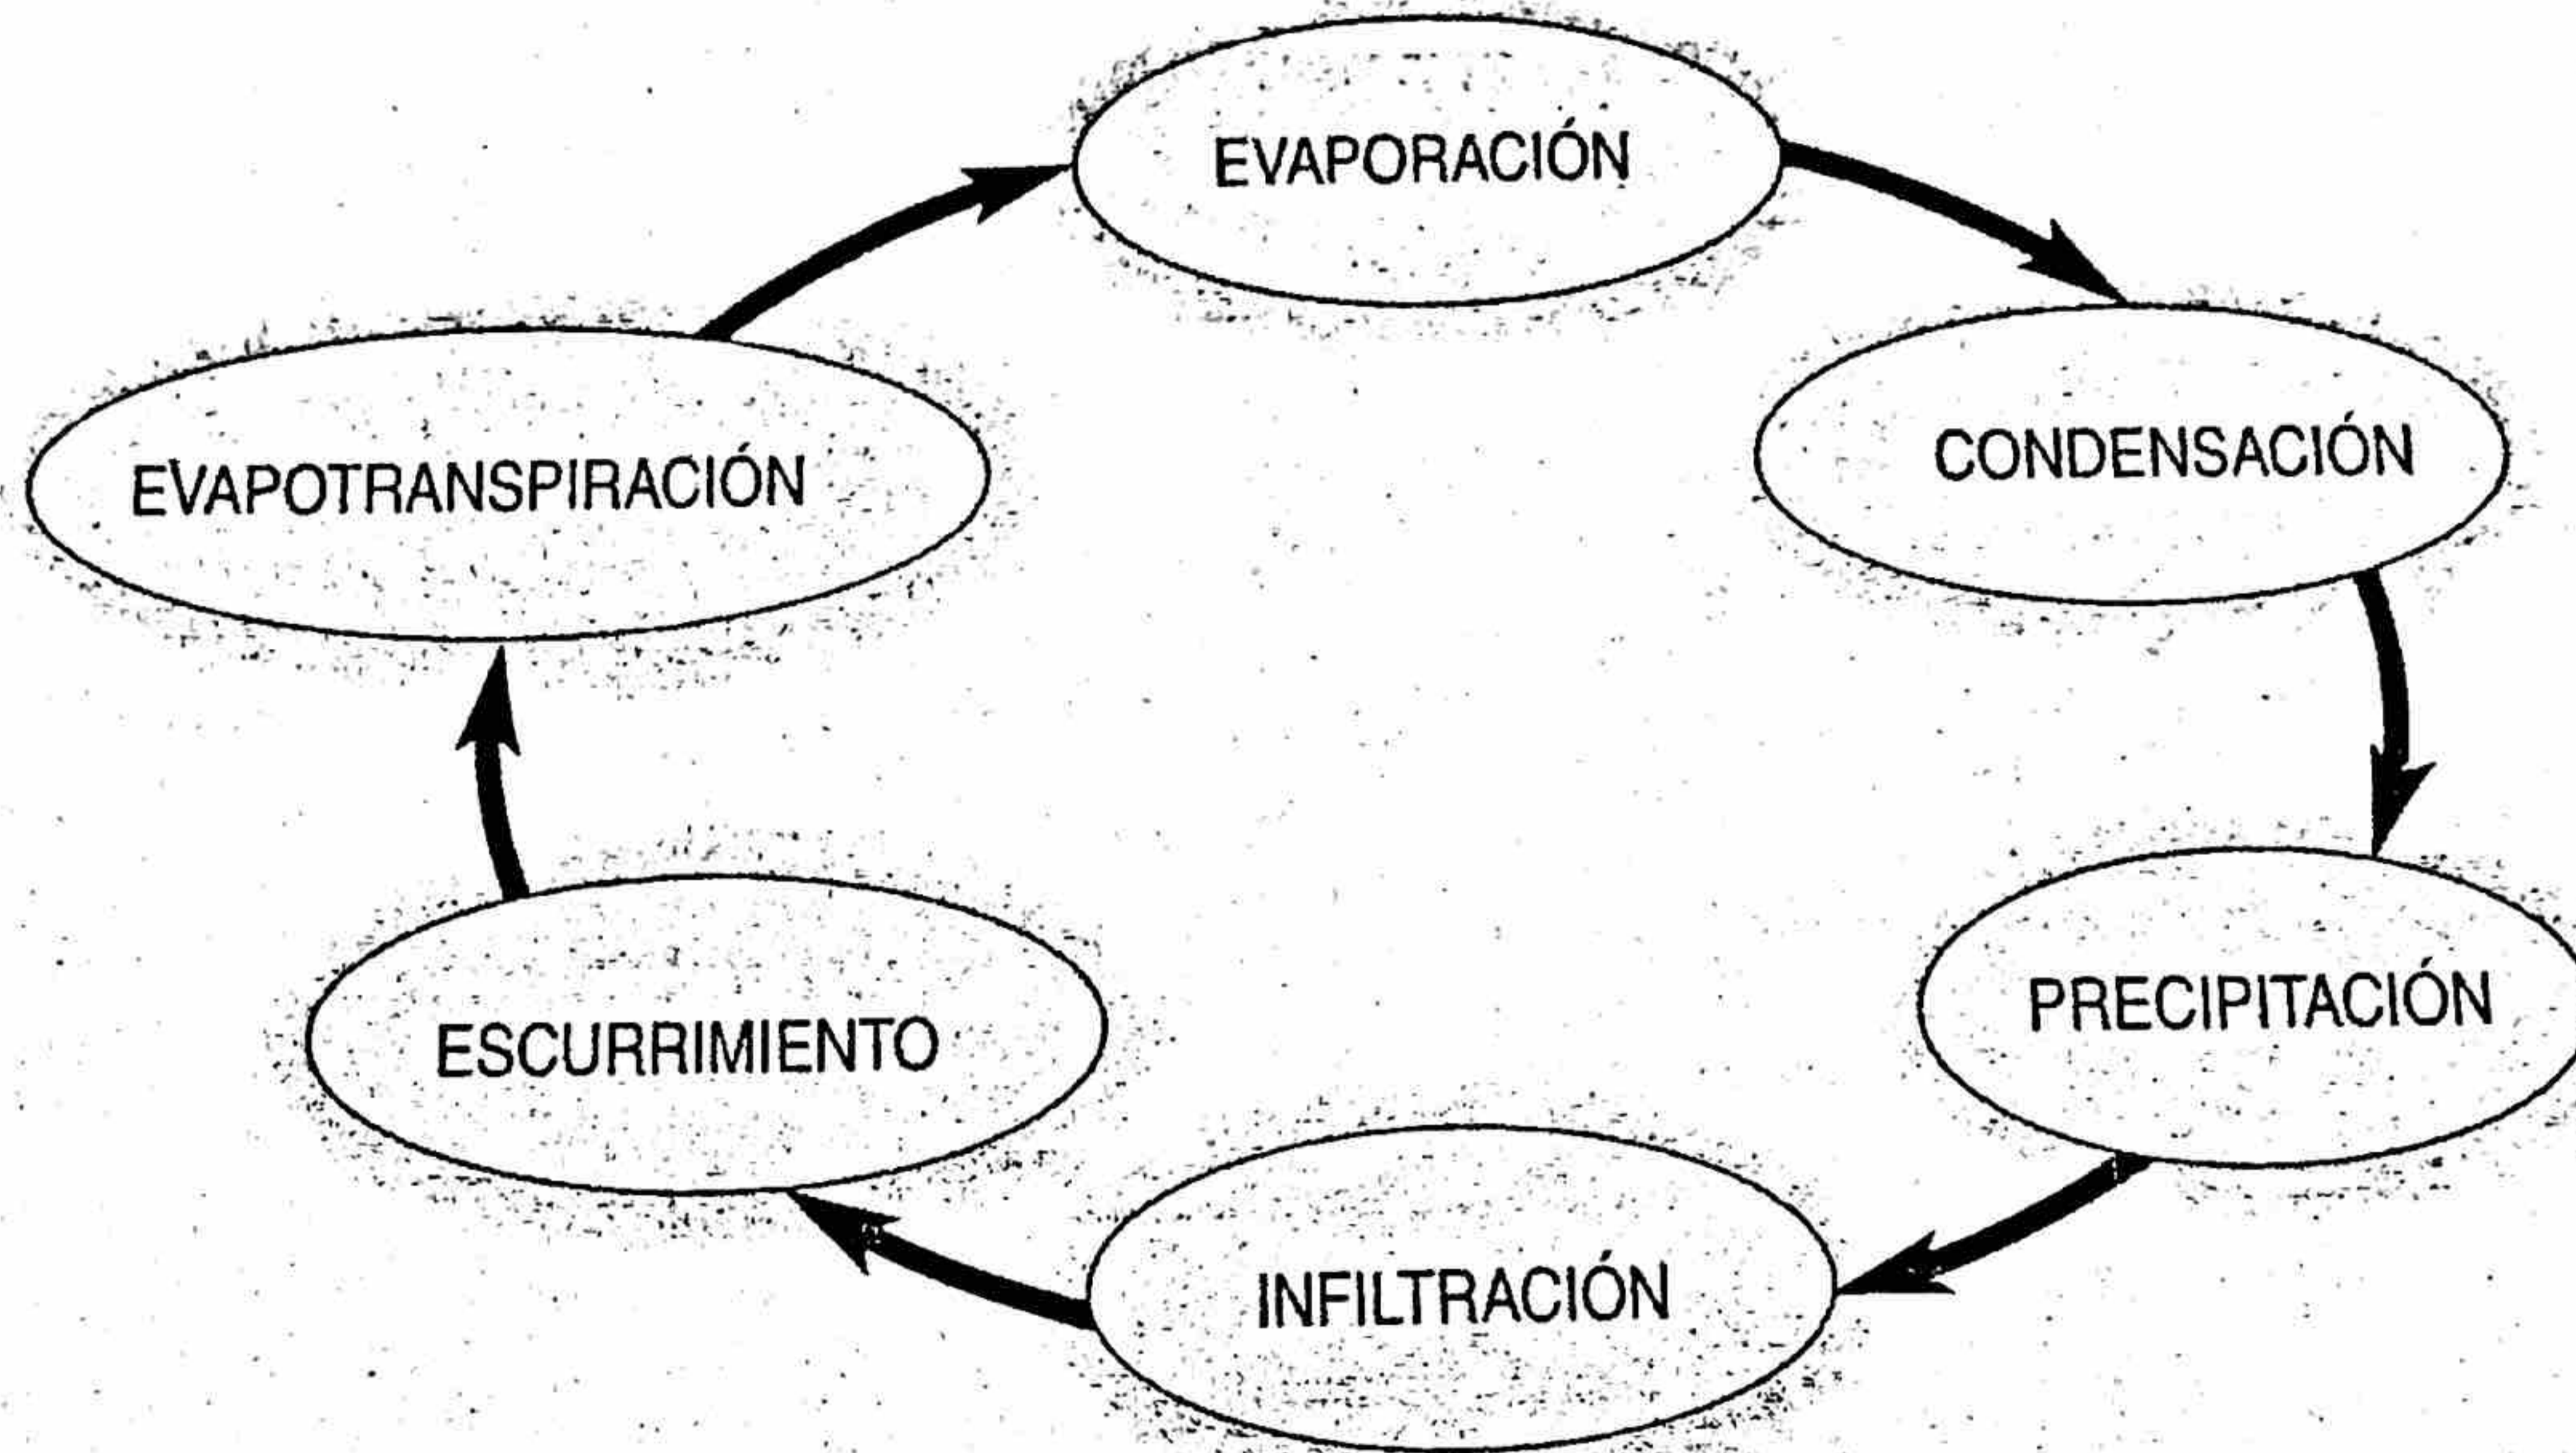 EVAPORACIÓN
CONDENSACIÓN
PRECIPITACIÓN
INFILTRACIÓN
ESCURRIMIENTO
EVAPOTRANSPIRACIÓN